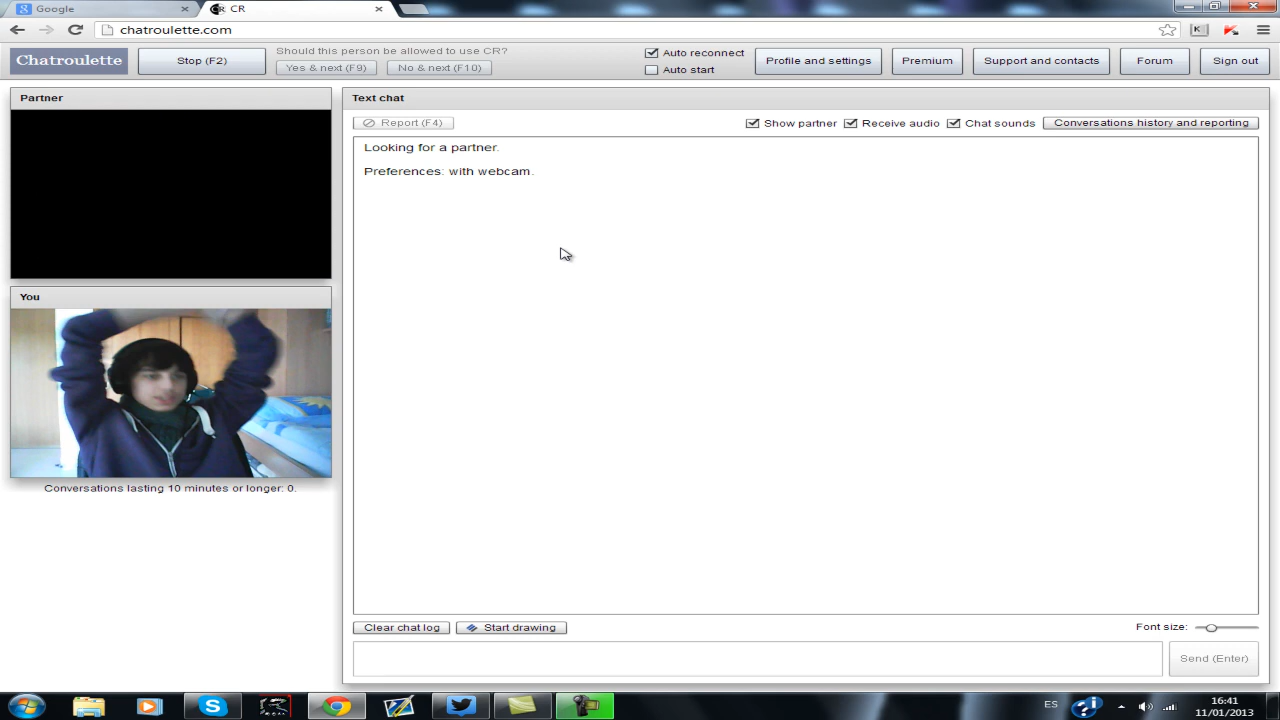 Google
CR
chatroulette.com
Chatroulette
Stop (F2)
Should this person be allowed to use CR?
Yes & next (F9)
No & next (F10)
Auto reconnect
Auto start
Profile and settings
Premium
Support and contacts
Forum
Sign out
Partner
Text chat
Report (F4)
Show partner
Receive audio
Chat sounds
Conversations history and reporting
Looking for a partner.
Preferences: with webcam.
You
Conversations lasting 10 minutes or longer: 0.
Clear chat log
Start drawing
Font size:
Send (Enter)
ES
16:41
11/01/2013